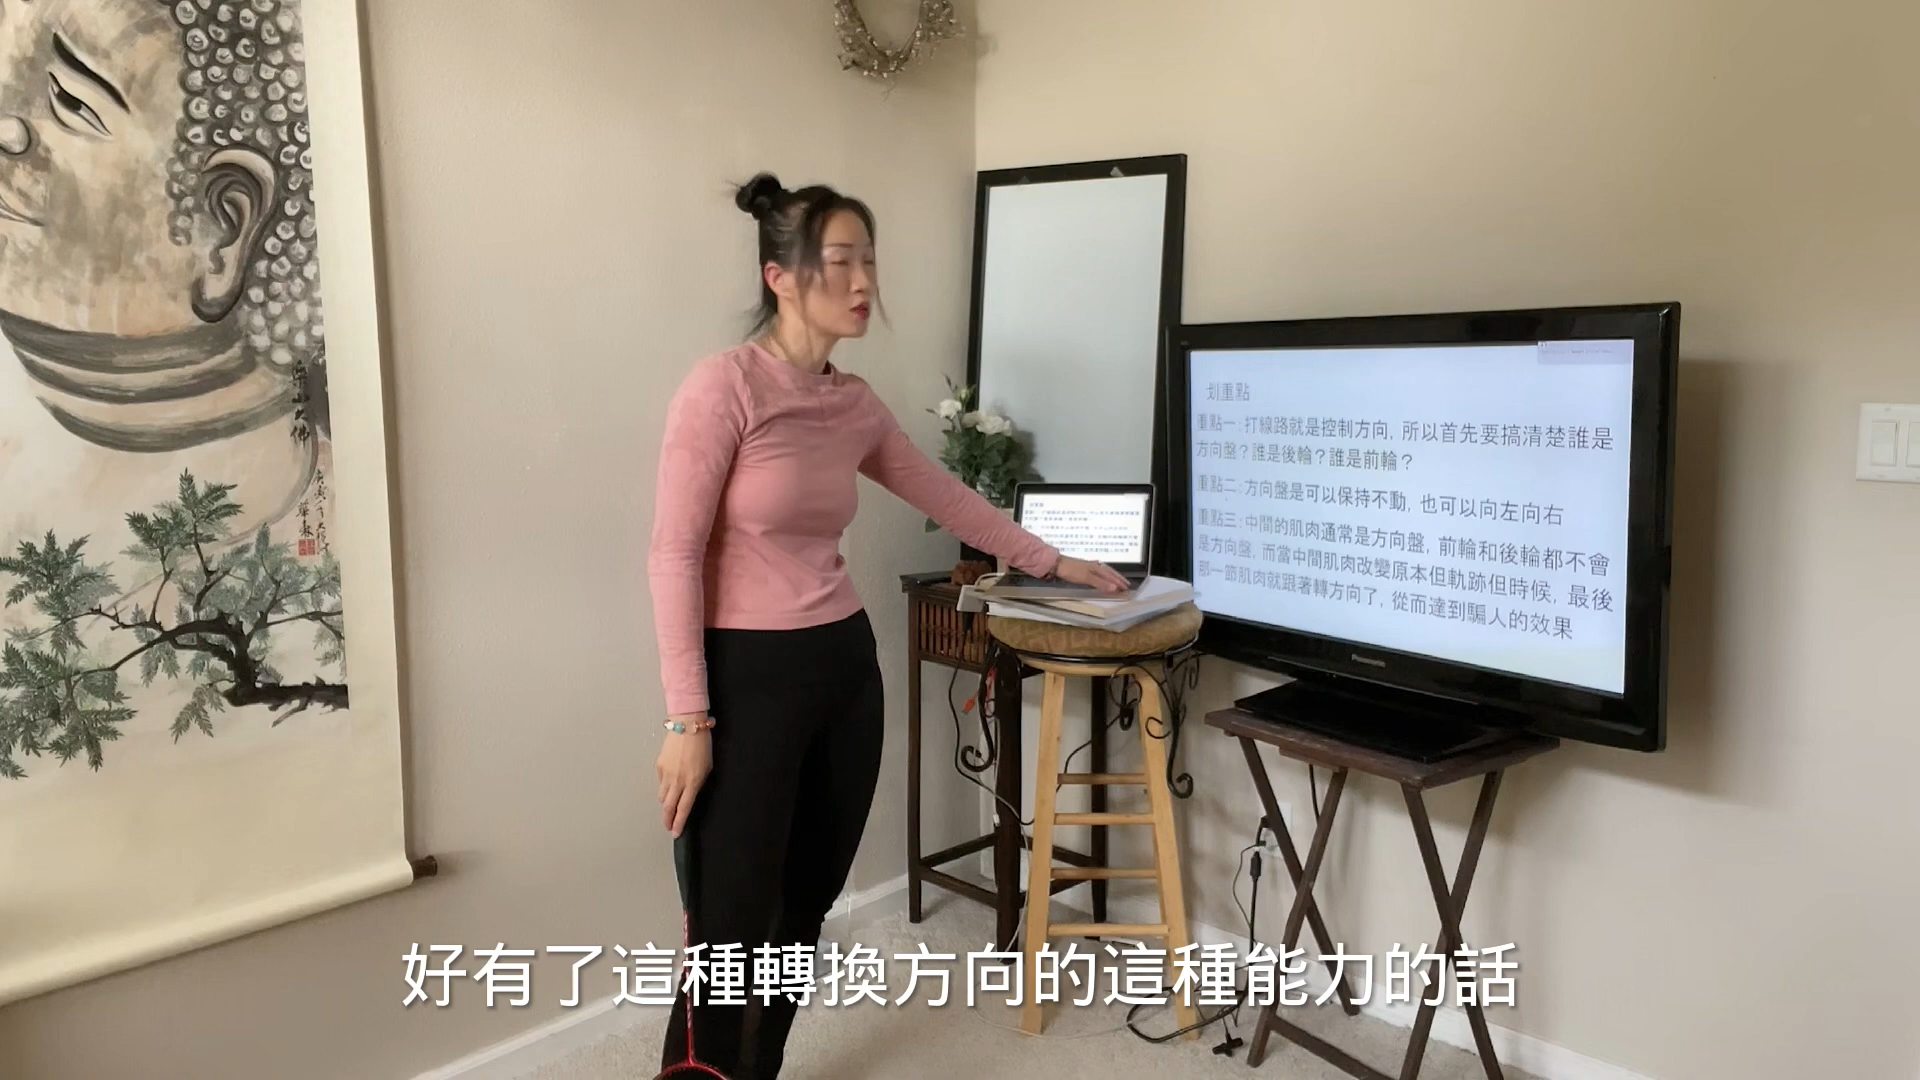 樂山大佛
划重點
重點一：打線路就是控制方向，所以首先要搞清楚誰是
方向盤？誰是後輪？誰是前輪？
重點二：方向盤是可以保持不動，也可以向左向右
重點三：中間的肌肉通常是方向盤，前輪和後輪都不會
是方向盤，而當中間肌肉改變原本但軌跡但時候，最後
那一節肌肉就跟著轉方向了，從而達到騙人的效果
Panasonic
好有了這種轉換方向的這種能力的話